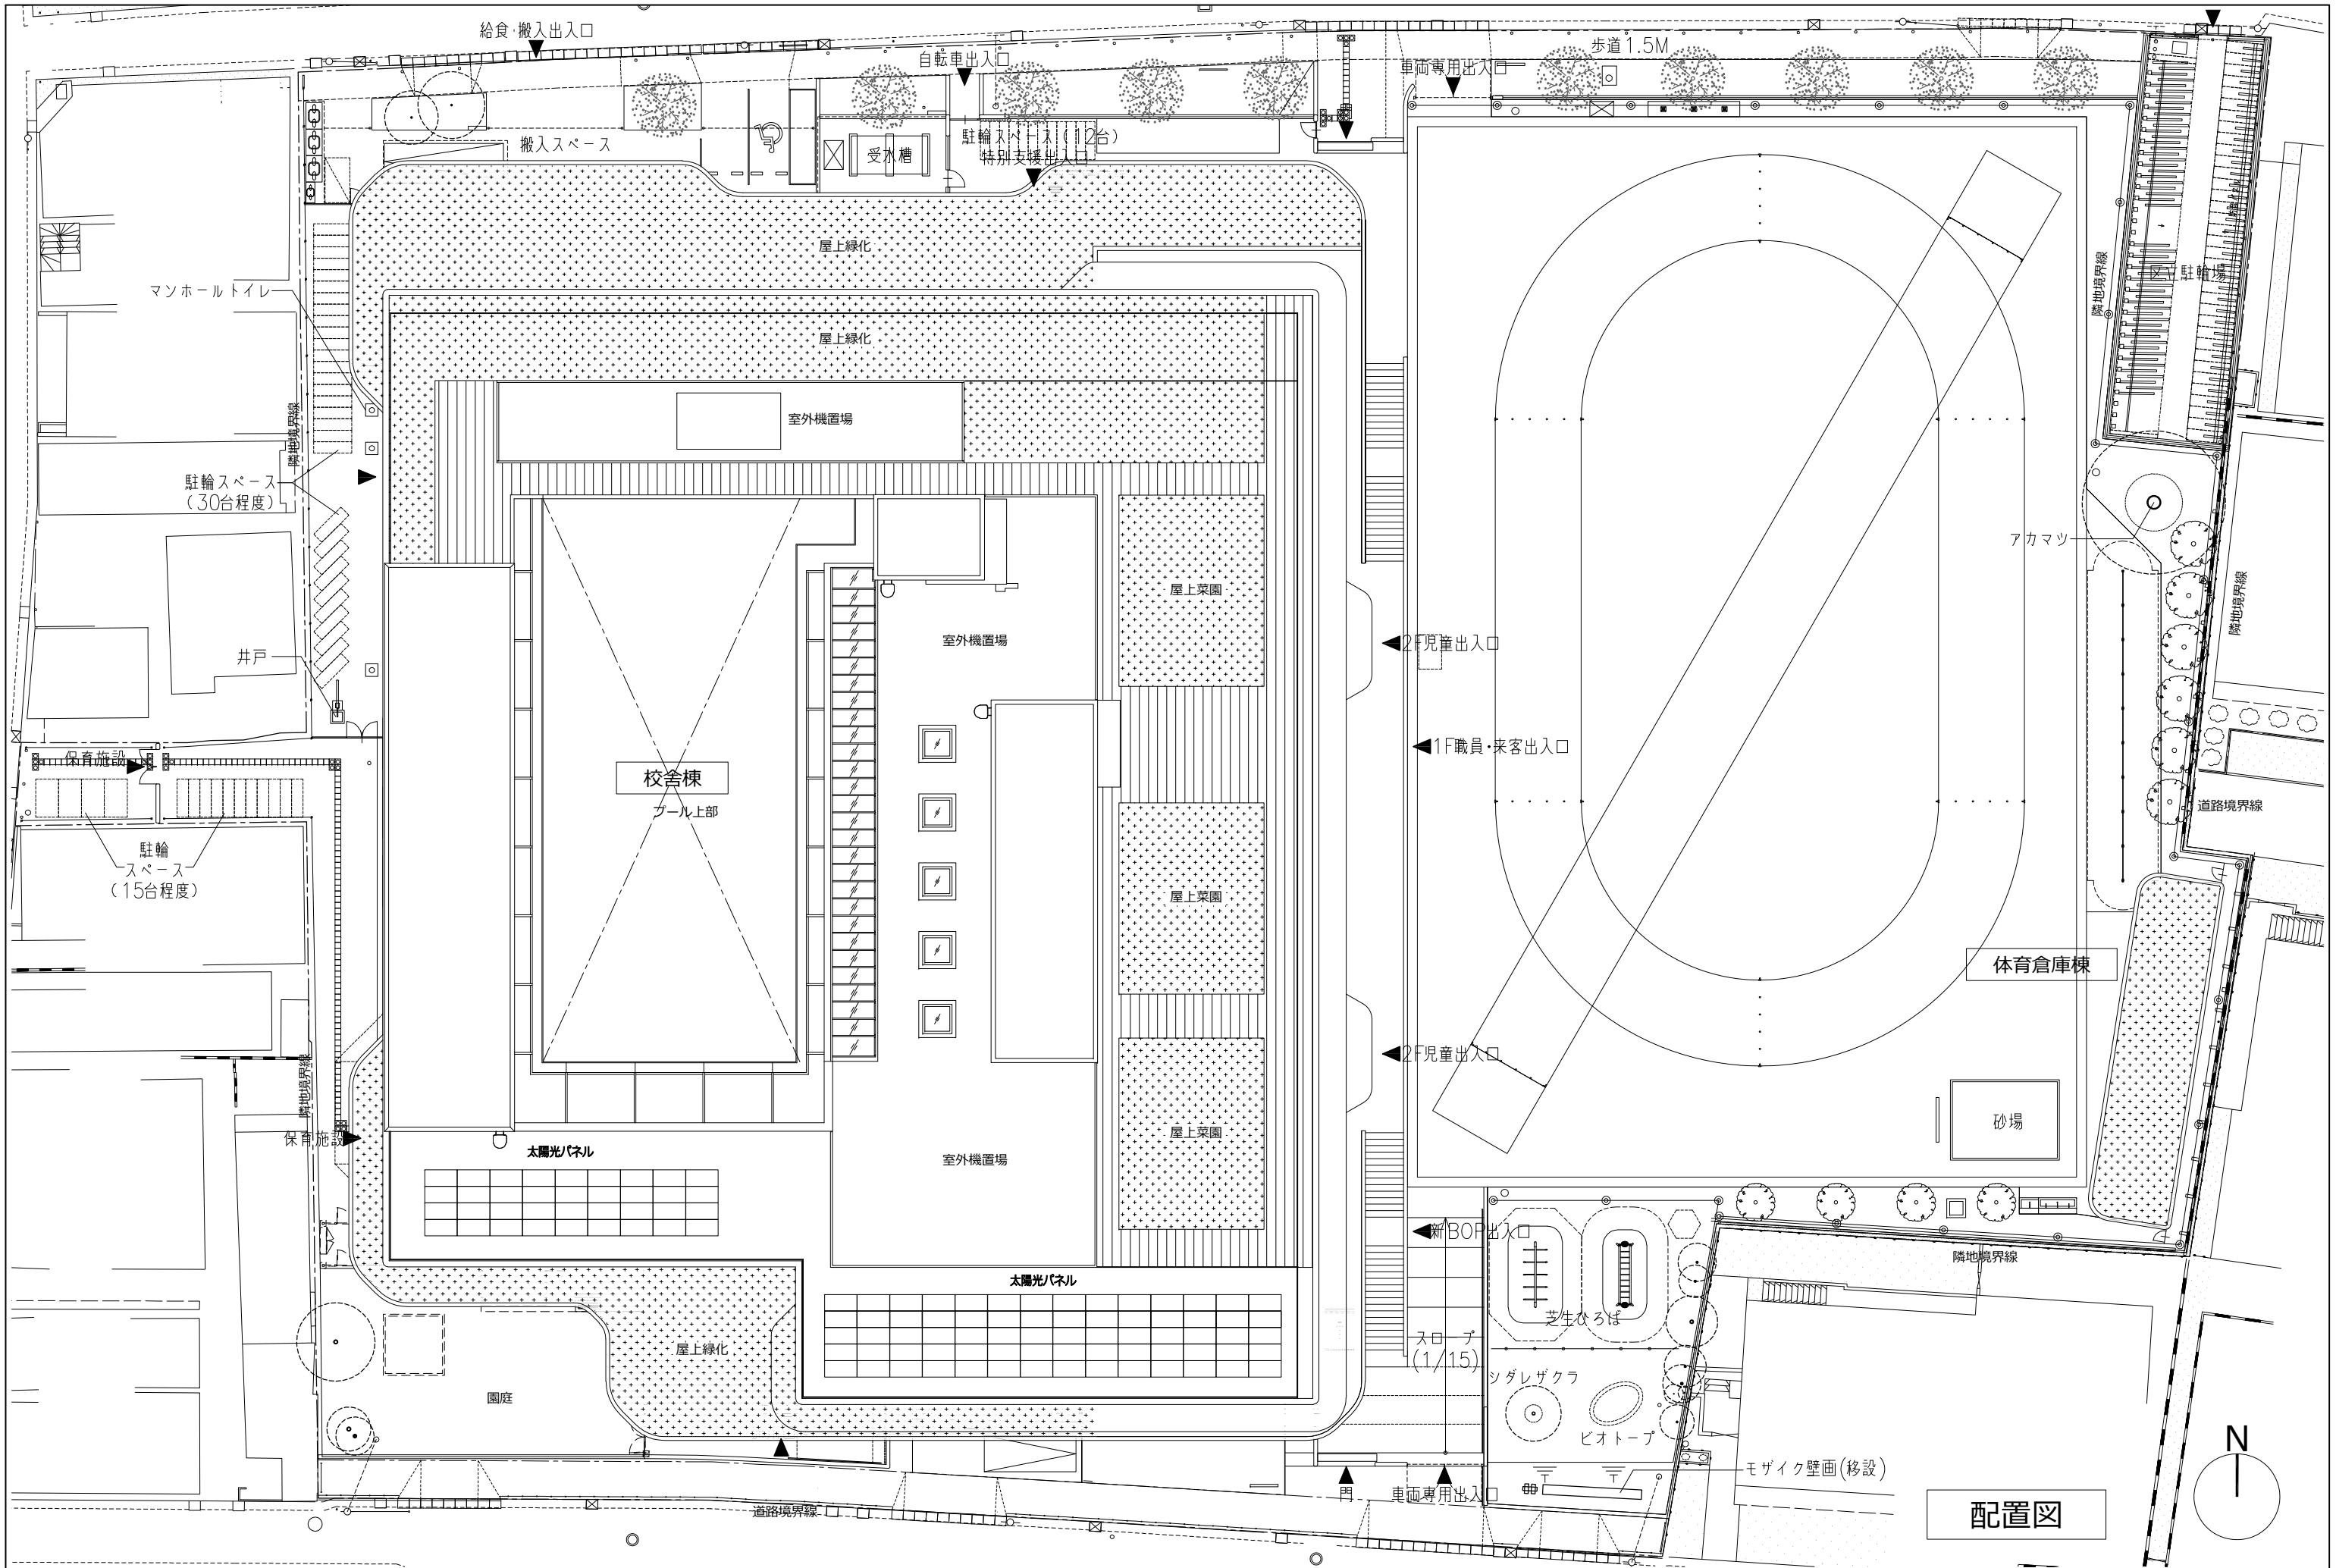 給食・搬入出入口
自転車出入口
車両専用出入口
歩道1.5M
搬入スペース
受水槽
駐輪スペース(12台)
特別支援出入口
屋上緑化
区立駐輪場
隣地境界線
マンホールトイレ
屋上緑化
室外機置場
隣地境界線
駐輪スペース
(30台程度)
アカマツ
屋上菜園
隣地境界線
室外機置場
2F児童出入口
井戸
1F職員・来客出入口
保育施設
校舎棟
プール上部
道路境界線
駐輪
スペース
(15台程度)
屋上菜園
体育倉庫棟
2F児童出入口
隣地境界線
砂場
保育施設
太陽光パネル
屋上菜園
室外機置場
新BOP出入口
隣地境界線
太陽光パネル
芝生ひろば
スロープ
(1/15)
屋上緑化
シダレザクラ
園庭
ビオトープ
モザイク壁画(移設)
N
門
車両専用出入口
道路境界線
配置図